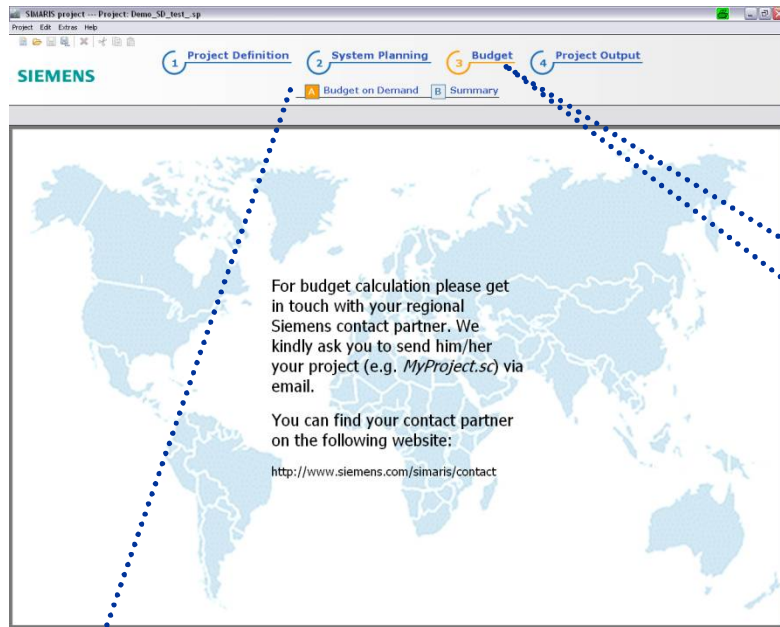 SIMARIS project --- Project: Demo_SD_test_.sp
Project Edit Extras Help
SIEMENS
1 Project Definition 2 System Planning 3 Budget 4 Project Output
A Budget on Demand B Summary
For budget calculation please get
in touch with your regional
Siemens contact partner. We
kindly ask you to send him/her
your project (e.g. MyProject.sc) via
email.
You can find your contact partner
on the following website:
http://www.siemens.com/simaris/contact